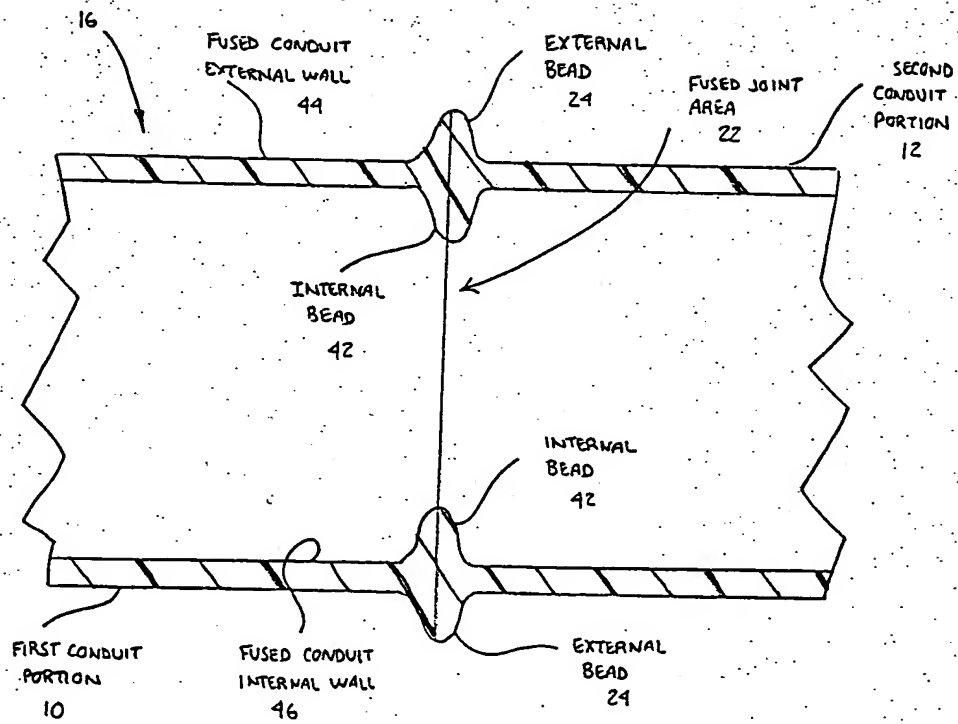 16
FUSED CONDUIT
EXTERNAL WALL
44
EXTERNAL
BEAD
24
FUSED JOINT
AREA
22
SECOND
CONDUIT
PORTION
12
INTERNAL
BEAD
42
INTERNAL
BEAD
42
FIRST CONDUIT
PORTION
10
FUSED CONDUIT
INTERNAL WALL
46
EXTERNAL
BEAD
24